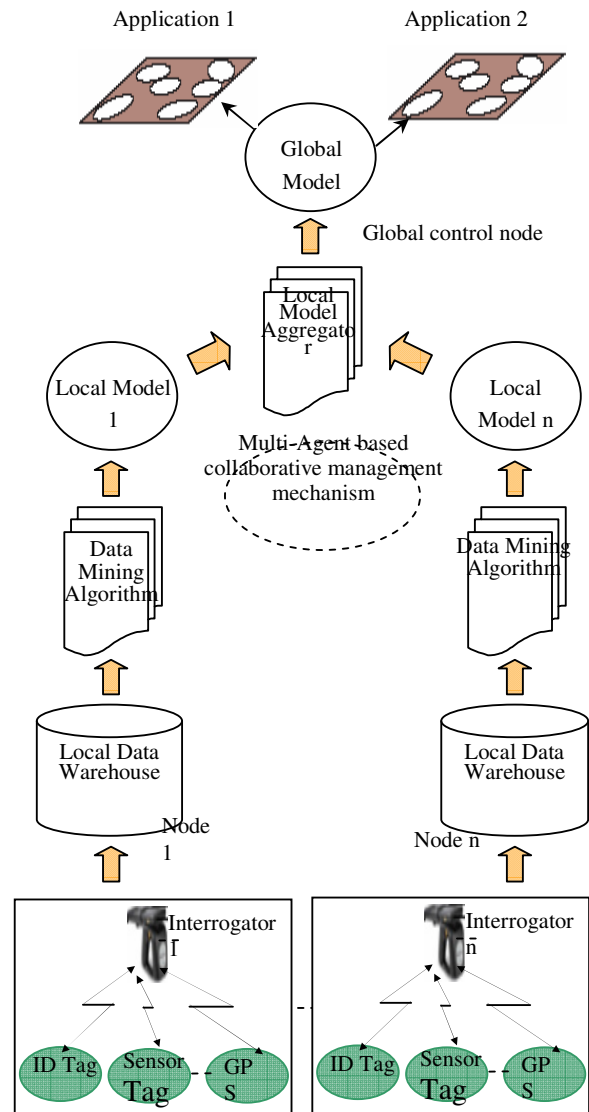 Application 1
Application 2
Global
Model
Global control node
Local
Model
Aggregato
r
Local Model
1
Local
Model n
Multi-Agent based
collaborative management
mechanism
Data
Mining
Algorithm
Data Mining
Algorithm
Local Data
Warehouse
Local Data
Warehouse
Node
1
Node n
Interrogator
1
Interrogator
n
ID Tag
Sensor
Tag
GP
S
ID Tag
Sensor
Tag
GP
S